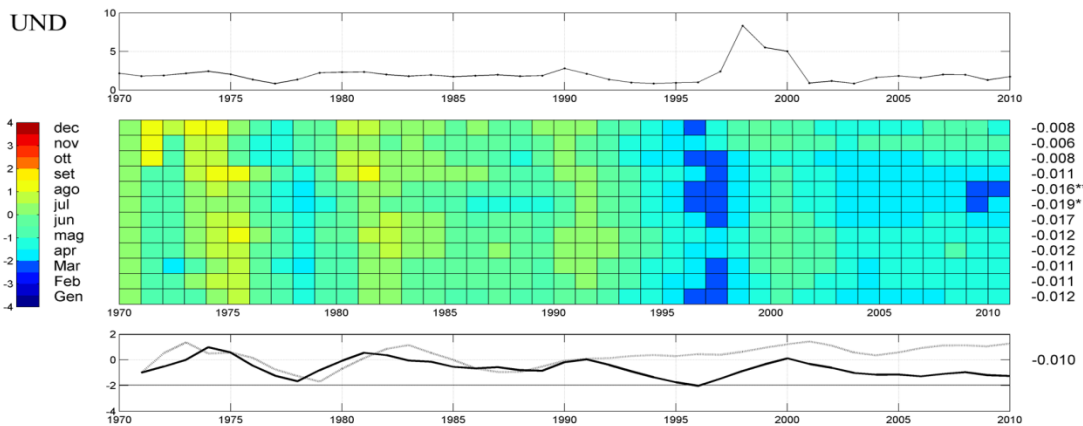 UND
10
5
0
1970 1975 1980 1985 1990 1995 2000 2005 2010
4 dec -0.008
3 nov -0.006
2 ott -0.008
set -0.011
1 ago -0.016*
0 jul -0.019*
jun -0.017
-1 mag -0.012
-2 apr -0.012
Mar -0.011
-3 Feb -0.011
-4 Gen -0.012
1970 1975 1980 1985 1990 1995 2000 2005 2010
2
0 -0.010
-2
-4
1970 1975 1980 1985 1990 1995 2000 2005 2010